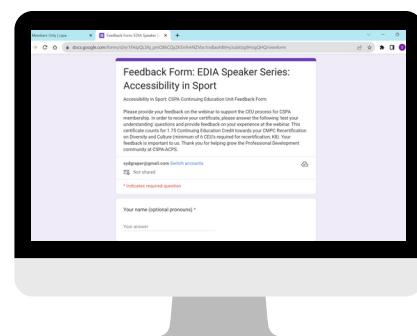 Members Only | cspa
Feedback Form: EDIA Speaker S
Feedback Form: EDIA Speaker Series:
Accessibility in Sport
Accessibility in Sport: CSPA Continuing Education Unit Feedback Form
Please provide your feedback on the webinar to support the CEU process for CSPA
membership. In order to receive your certificate, please answer the following 'test your
understanding' questions and provide feedback on your experience at the webinar. This
certificate counts for 1.75 Continuing Education Credit towards your CMPC Recertification
on Diversity and Culture (minimum of 6 CEU's required for recertification, K8). Your
feedback is important to us. Thank you for helping grow the Professional Development
community at CSPA-ACPS.
sydgraper@gmail.com Switch accounts
Not shared
* Indicates required question
Your name (optional pronouns) *
Your answer